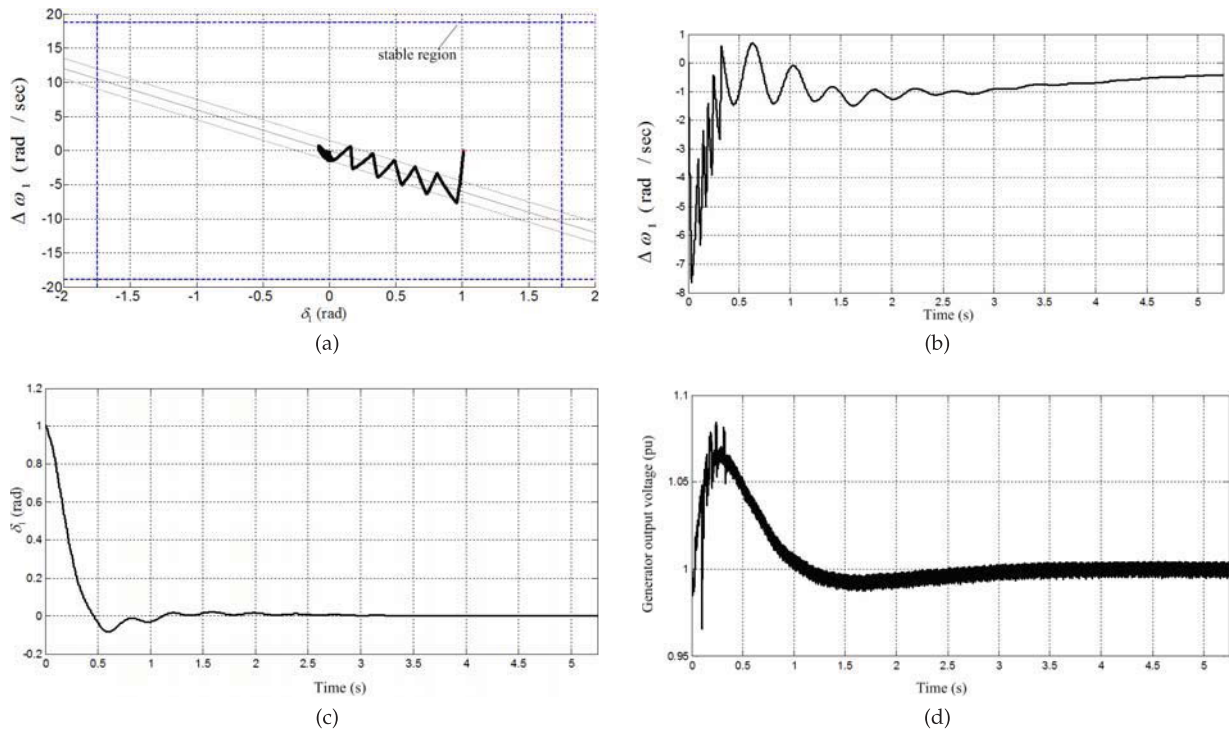 20
15
10
5
0
-5
-10
-15
-20
-2 -1.5 -1 -0.5 0 0.5 1 1.5 2
Δ ω 1 ( rad / sec)
stable region
δ1 (rad)
(a)
1
0
-1
-2
-3
-4
-5
-6
-7
-8
0 0.5 1 1.5 2 2.5 3 3.5 4 4.5 5
Δ ω 1 ( rad / sec)
Time (s)
(b)
1.2
1
0.8
0.6
0.4
0.2
0
-0.2
0 0.5 1 1.5 2 2.5 3 3.5 4 4.5 5
δ1 (rad)
Time (s)
(c)
1.1
1.05
1
0.95
0 0.5 1 1.5 2 2.5 3 3.5 4 4.5 5
Generator output voltage (pu)
Time (s)
(d)